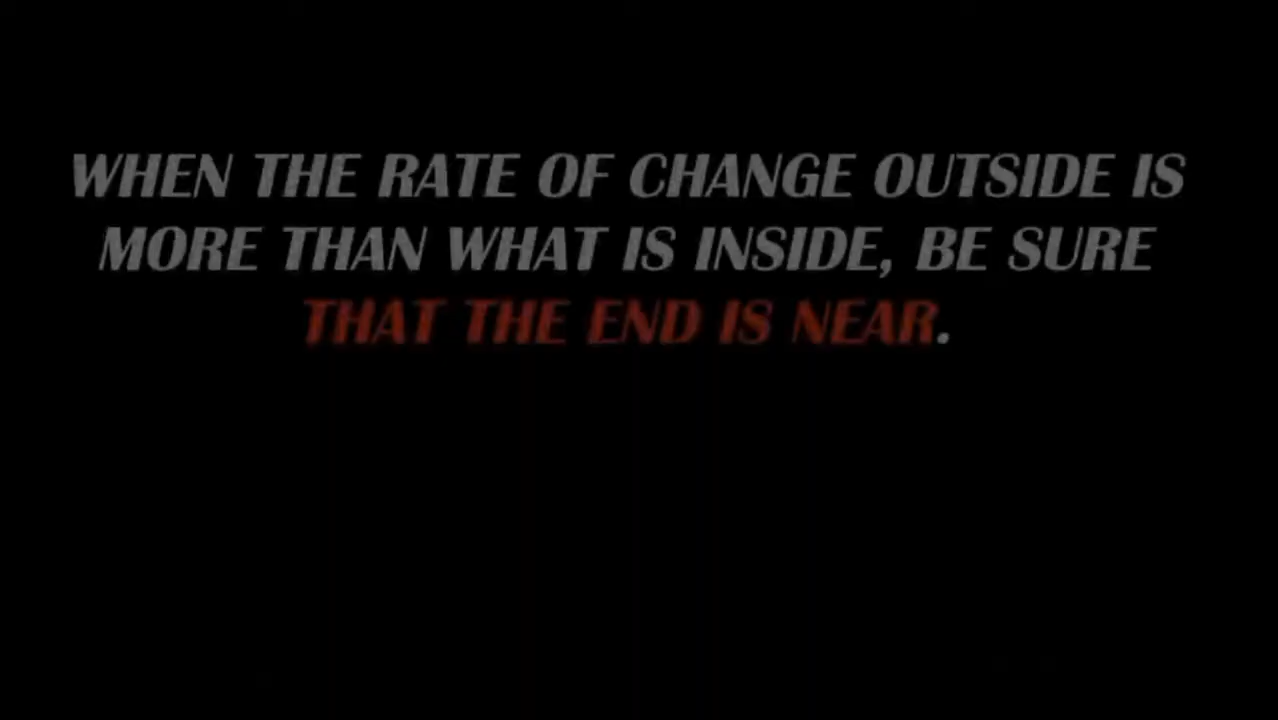 WHEN THE RATE OF CHANGE OUTSIDE IS
MORE THAN WHAT IS INSIDE, BE SURE
THAT THE END IS NEAR.